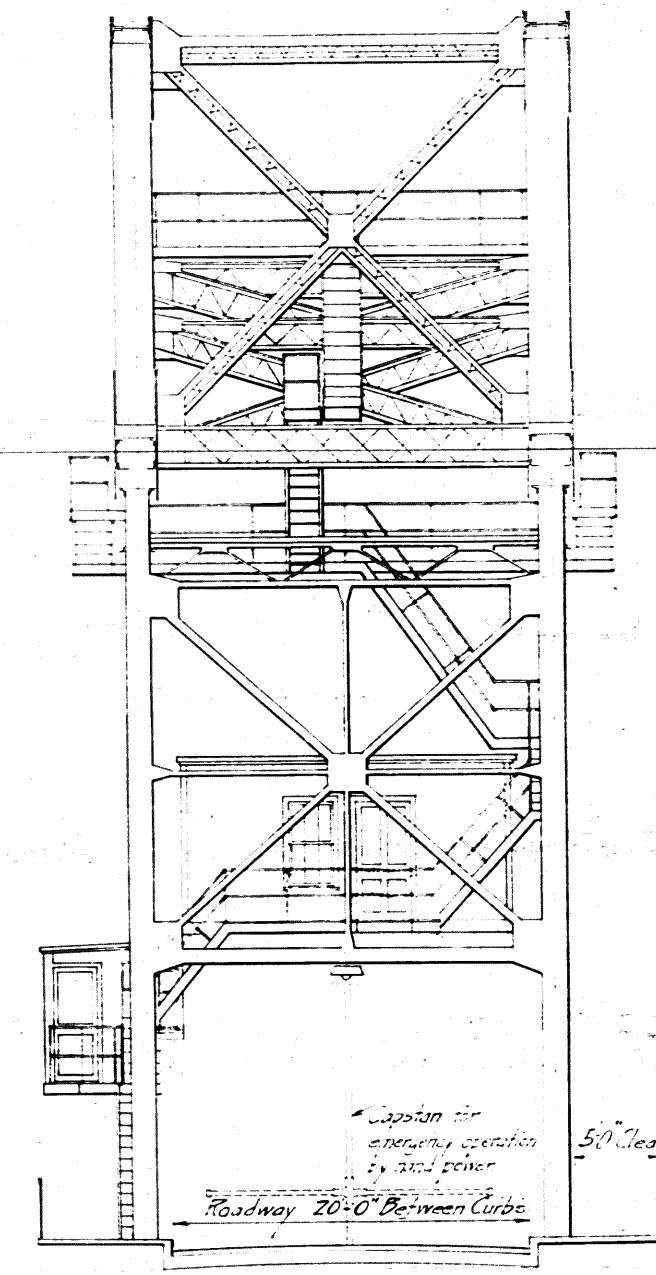 Capstan for
emergency operation
by hand power
5'0" Clea
Roadway 20'-0" Between Curbs